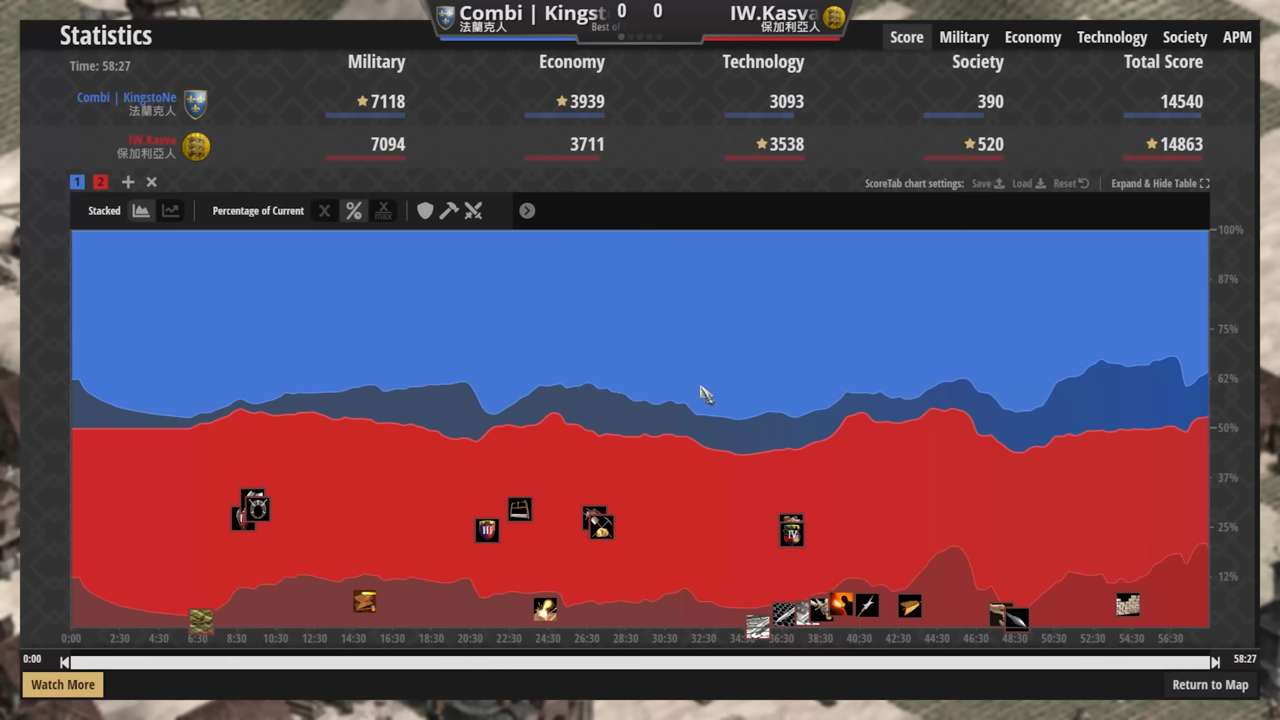 Combi | Kingst 0 0 IW.Kasva
法蘭克人 Best of 保加利亞人
Statistics
Score Military Economy Technology Society APM
Time: 58:27 Military Economy Technology Society Total Score
Combi | KingstoNe 7118 3939 3093 390 14540
法蘭克人
IW.Kasva 7094 3711 3538 520 14863
保加利亞人
1 2 ScoreTab chart settings: Save Load Reset Expand & Hide Table
Stacked Percentage of Current X % X max
100%
87%
75%
62%
50%
37%
25%
12%
III
IV
0:00 2:30 4:30 6:30 8:30 10:30 12:30 14:30 16:30 18:30 20:30 22:30 24:30 26:30 28:30 30:30 32:30 34:30 36:30 38:30 40:30 42:30 44:30 46:30 48:30 50:30 52:30 54:30 56:30
0:00 58:27
Watch More Return to Map